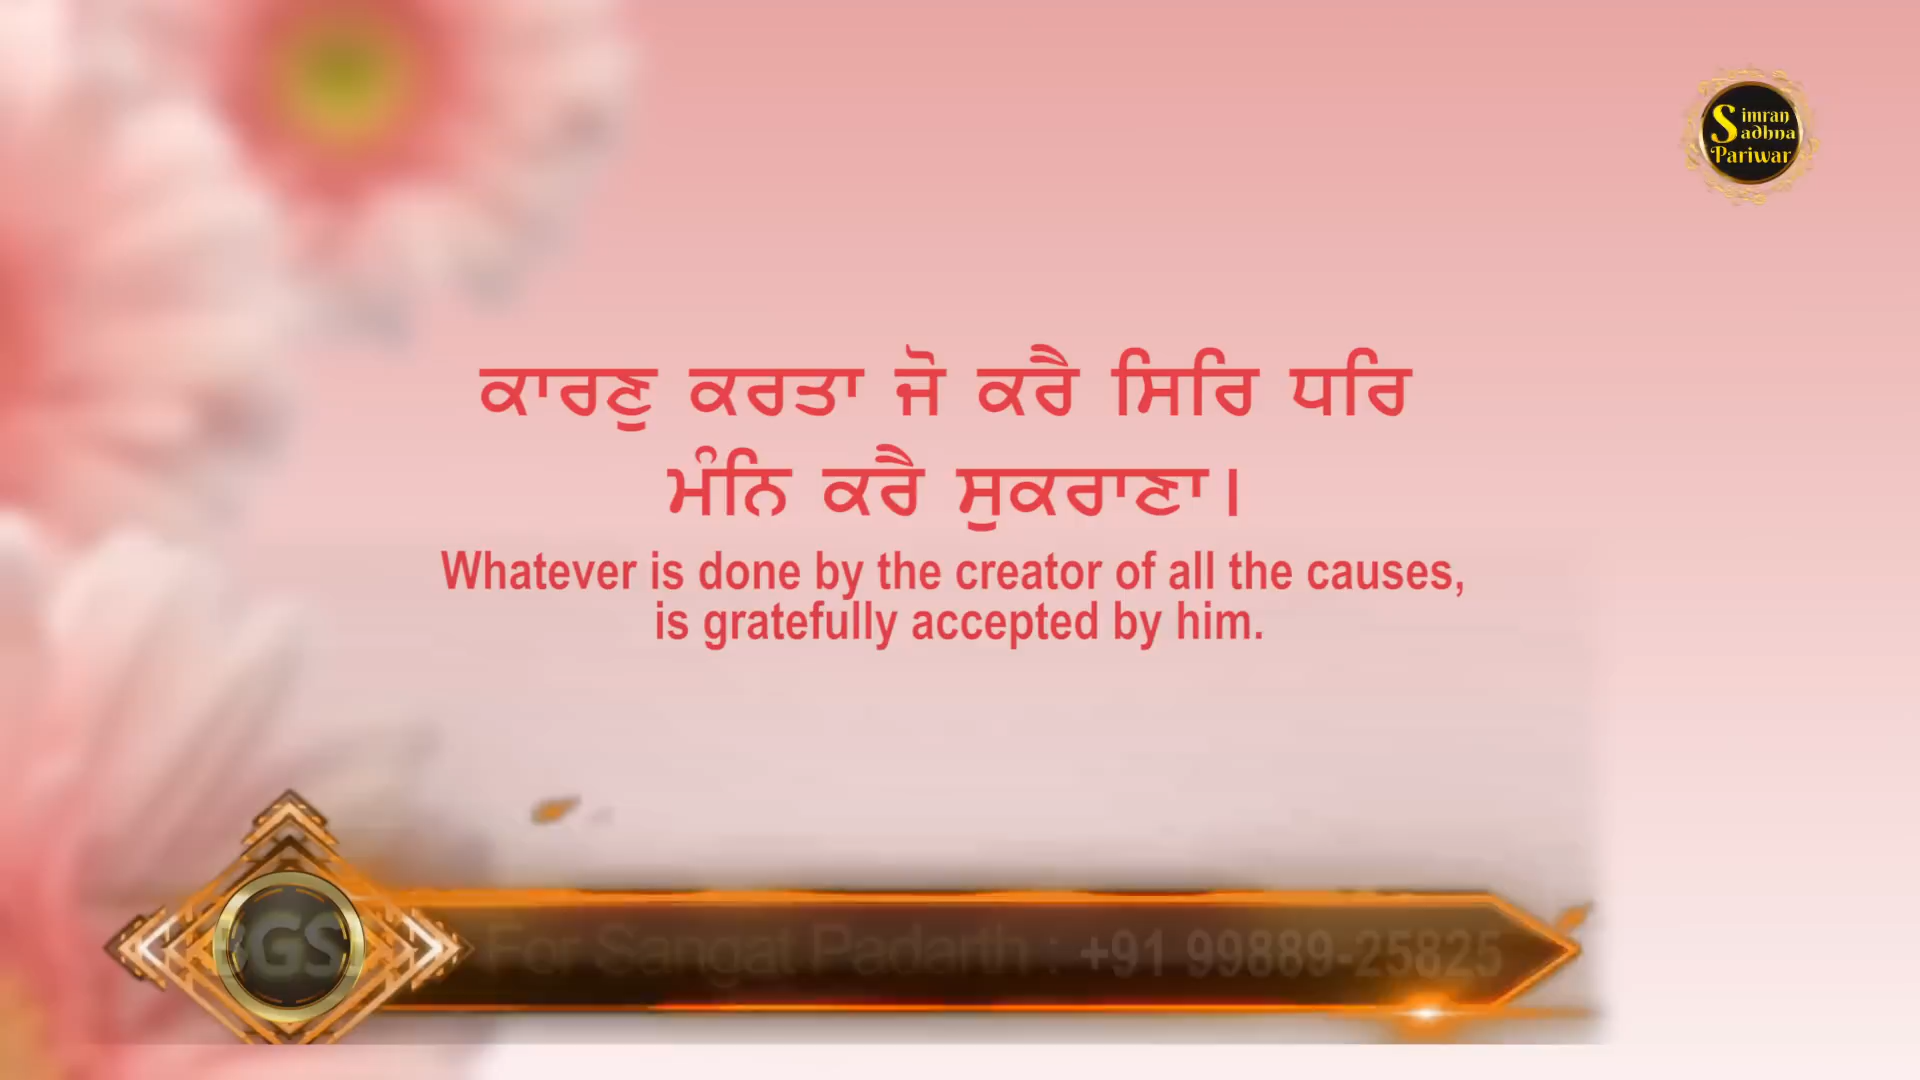 Simran
Sadhna
Pariwar
ਕਾਰਣੁ ਕਰਤਾ ਜੋ ਕਰੈ ਸਿਰਿ ਧਰਿ
ਮੰਨਿ ਕਰੈ ਸੁਕਰਾਣਾ।
Whatever is done by the creator of all the causes,
is gratefully accepted by him.
BGS For Sangat Padarth : +91 99889-25825